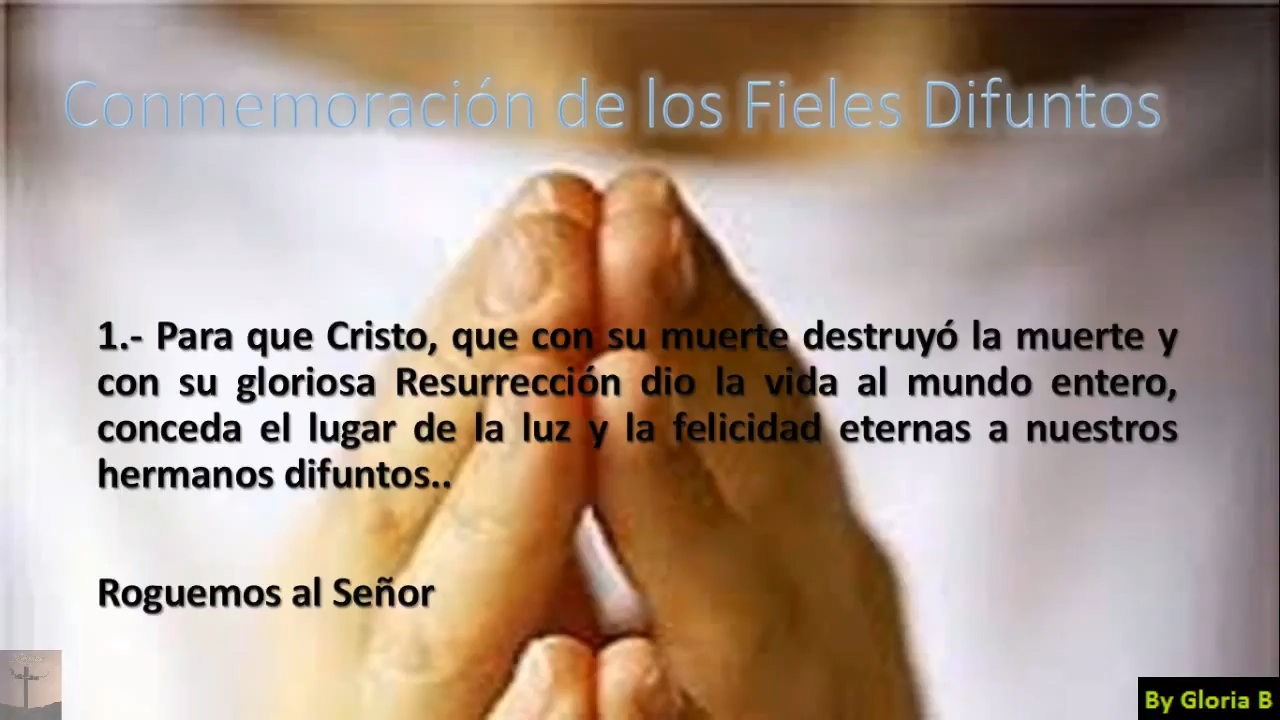 Conmemoración de los Fieles Difuntos
1.- Para que Cristo, que con su muerte destruyó la muerte y
con su gloriosa Resurrección dio la vida al mundo entero,
conceda el lugar de la luz y la felicidad eternas a nuestros
hermanos difuntos..
Roguemos al Señor
By Gloria B